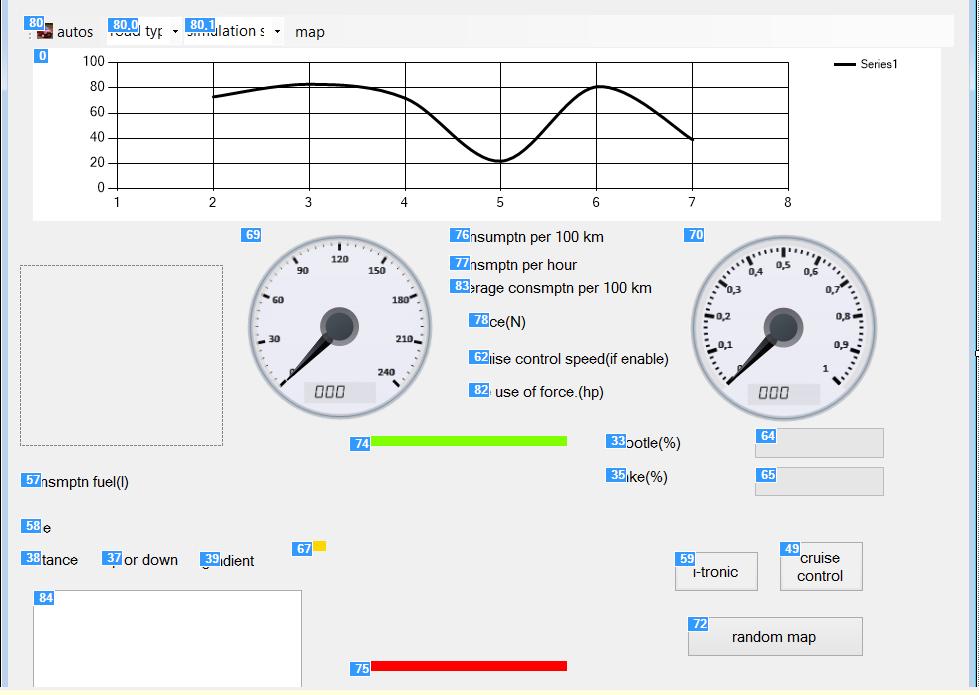 80 autos 80.0 road typ 80.1 simulation s map
0
100
80
60
40
20
0
1 2 3 4 5 6 7 8
Series1
69
0 30 60 90 120 150 180 210 240
000
76 nsumptn per 100 km
77 nsmptn per hour
83 erage consmptn per 100 km
78 ce(N)
62 uise control speed(if enable)
82 use of force.(hp)
70
0 0,1 0,2 0,3 0,4 0,5 0,6 0,7 0,8 0,9 1
000
74
33 ootle(%) 64
35 ke(%) 65
57 nsmptn fuel(l)
58 e
38 tance 37 or down 39 dient
67
59 i-tronic
49 cruise
control
84
72 random map
75